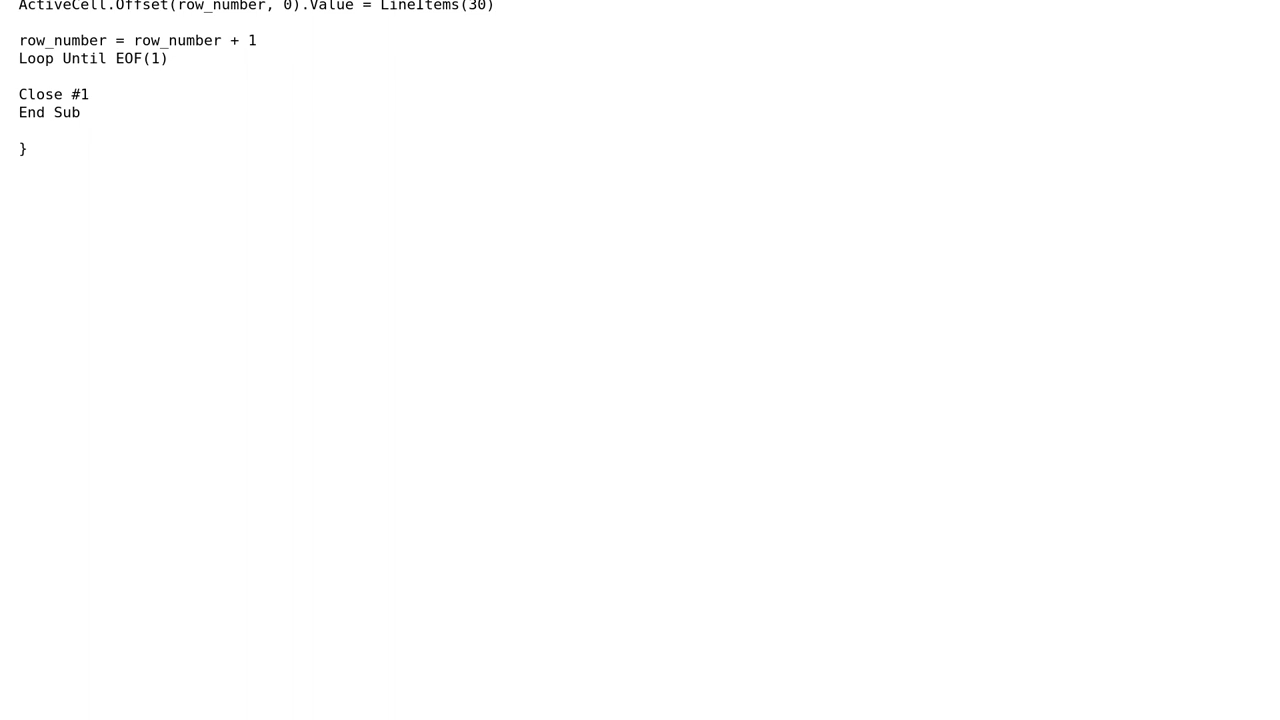 ActiveCell.Offset(row_number, 0).Value = LineItems(30)
row_number = row_number + 1
Loop Until EOF(1)
Close #1
End Sub
}